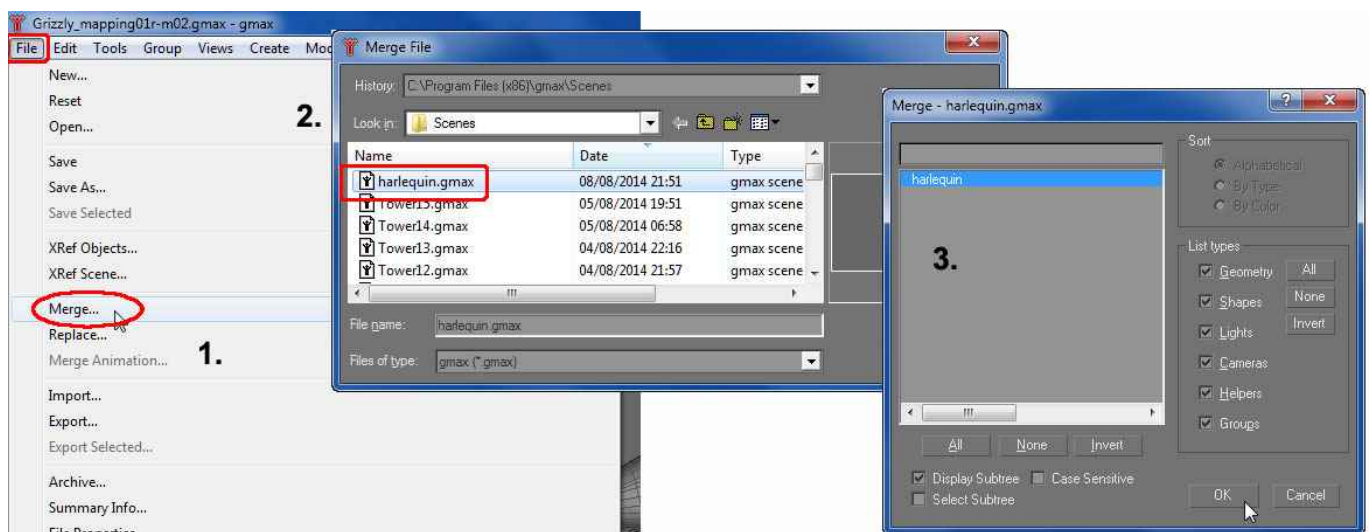 Grizzly_mapping01r-m02.gmax - gmax
File Edit Tools Group Views Create
New...
Reset
Open...
Save
Save As...
Save Selected
XRef Objects...
XRef Scene...
Merge...
Replace...
Merge Animation...
1.
Import...
Export...
Export Selected...
Archive...
Summary Info...
File Properties
2.
Merge File
History: C:\Program Files (x86)\gmax\Scenes
Look in: Scenes
Name Date Type
harlequin.gmax 08/08/2014 21:51 gmax scene
Tower15.gmax 05/08/2014 19:51 gmax scene
Tower14.gmax 05/08/2014 06:58 gmax scene
Tower13.gmax 04/08/2014 22:16 gmax scene
Tower12.gmax 04/08/2014 21:57 gmax scene
File name: harlequin.gmax
Files of type: gmax (*.gmax)
Merge - harlequin.gmax
harlequin
3.
All None Invert
Display Subtree Case Sensitive
Select Subtree
Sort
Alphabetical
By Type
By Color
List types
Geometry All
Shapes None
Lights Invert
Cameras
Helpers
Groups
OK Cancel